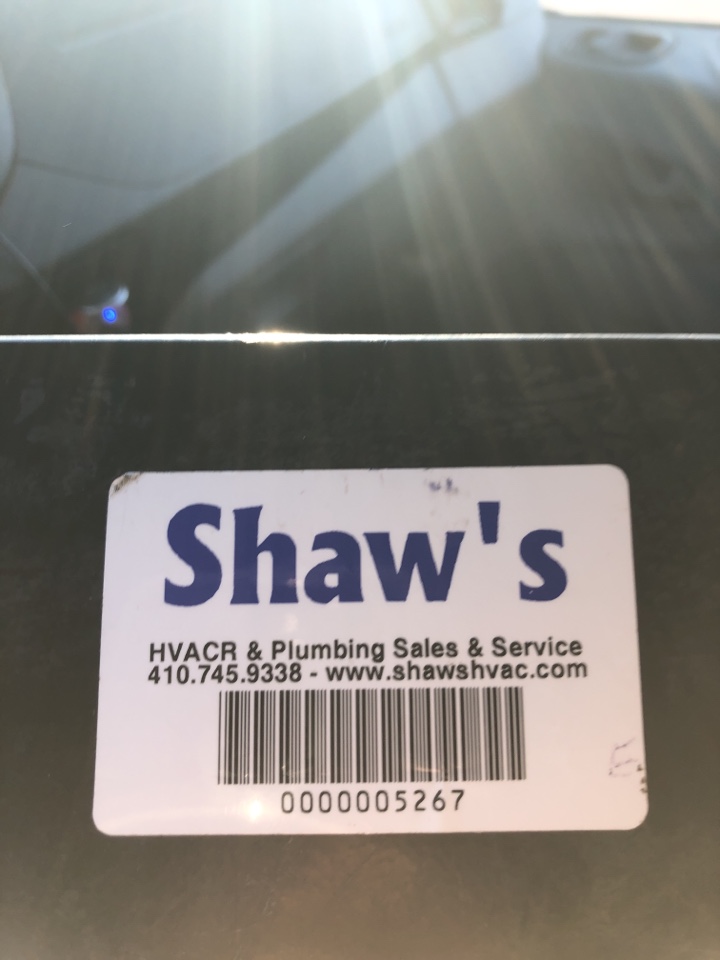 Shaw's
HVACR & Plumbing Sales & Service
410.745.9338 - www.shawshvac.com
0000005267